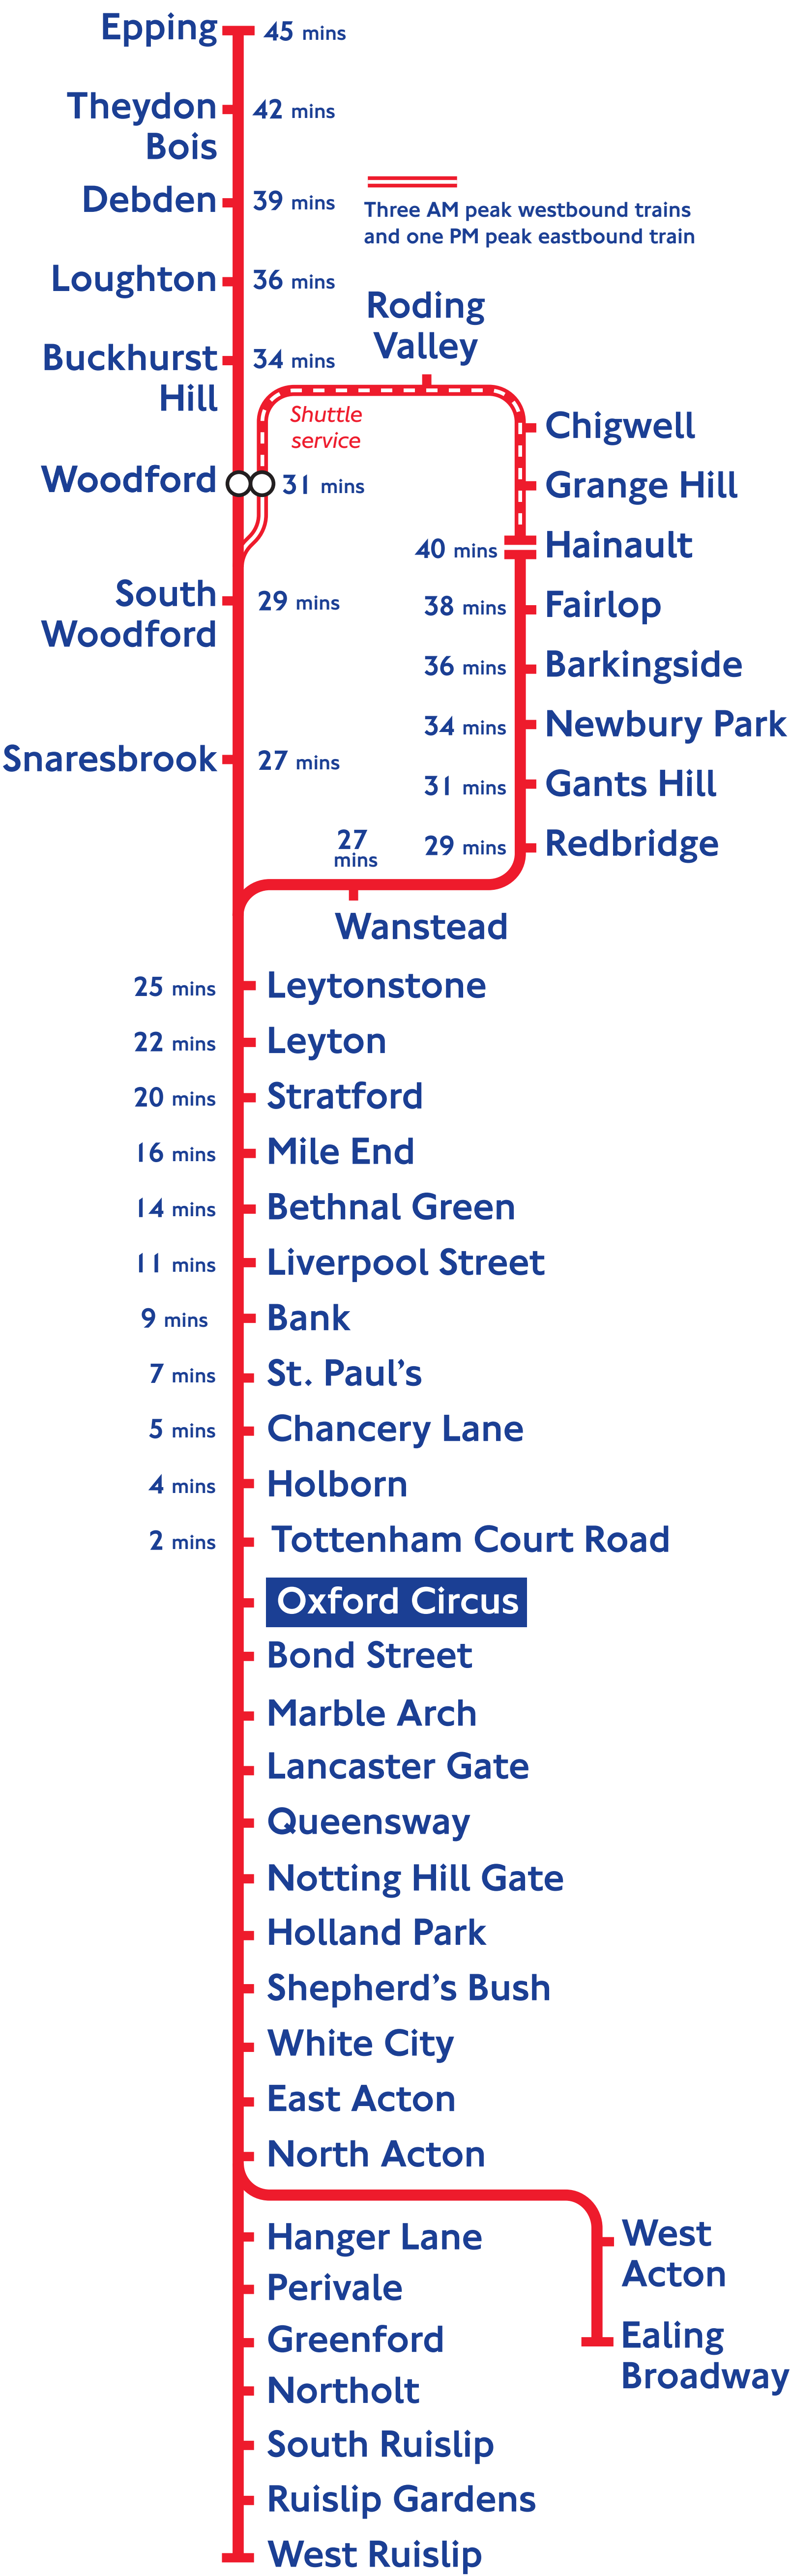 Epping 45 mins
Theydon 42 mins
Bois
Debden 39 mins
Three AM peak westbound trains
and one PM peak eastbound train
Loughton 36 mins
Roding
Valley
Buckhurst 34 mins
Hill
Shuttle
service
Chigwell
Woodford 31 mins
Grange Hill
40 mins Hainault
South 29 mins
Woodford
38 mins Fairlop
36 mins Barkingside
34 mins Newbury Park
Snaresbrook 27 mins
31 mins Gants Hill
29 mins Redbridge
27
mins
Wanstead
25 mins Leytonstone
22 mins Leyton
20 mins Stratford
16 mins Mile End
14 mins Bethnal Green
11 mins Liverpool Street
9 mins Bank
7 mins St. Paul’s
5 mins Chancery Lane
4 mins Holborn
2 mins Tottenham Court Road
Oxford Circus
Bond Street
Marble Arch
Lancaster Gate
Queensway
Notting Hill Gate
Holland Park
Shepherd’s Bush
White City
East Acton
North Acton
Hanger Lane
West
Acton
Perivale
Greenford
Ealing
Broadway
Northolt
South Ruislip
Ruislip Gardens
West Ruislip